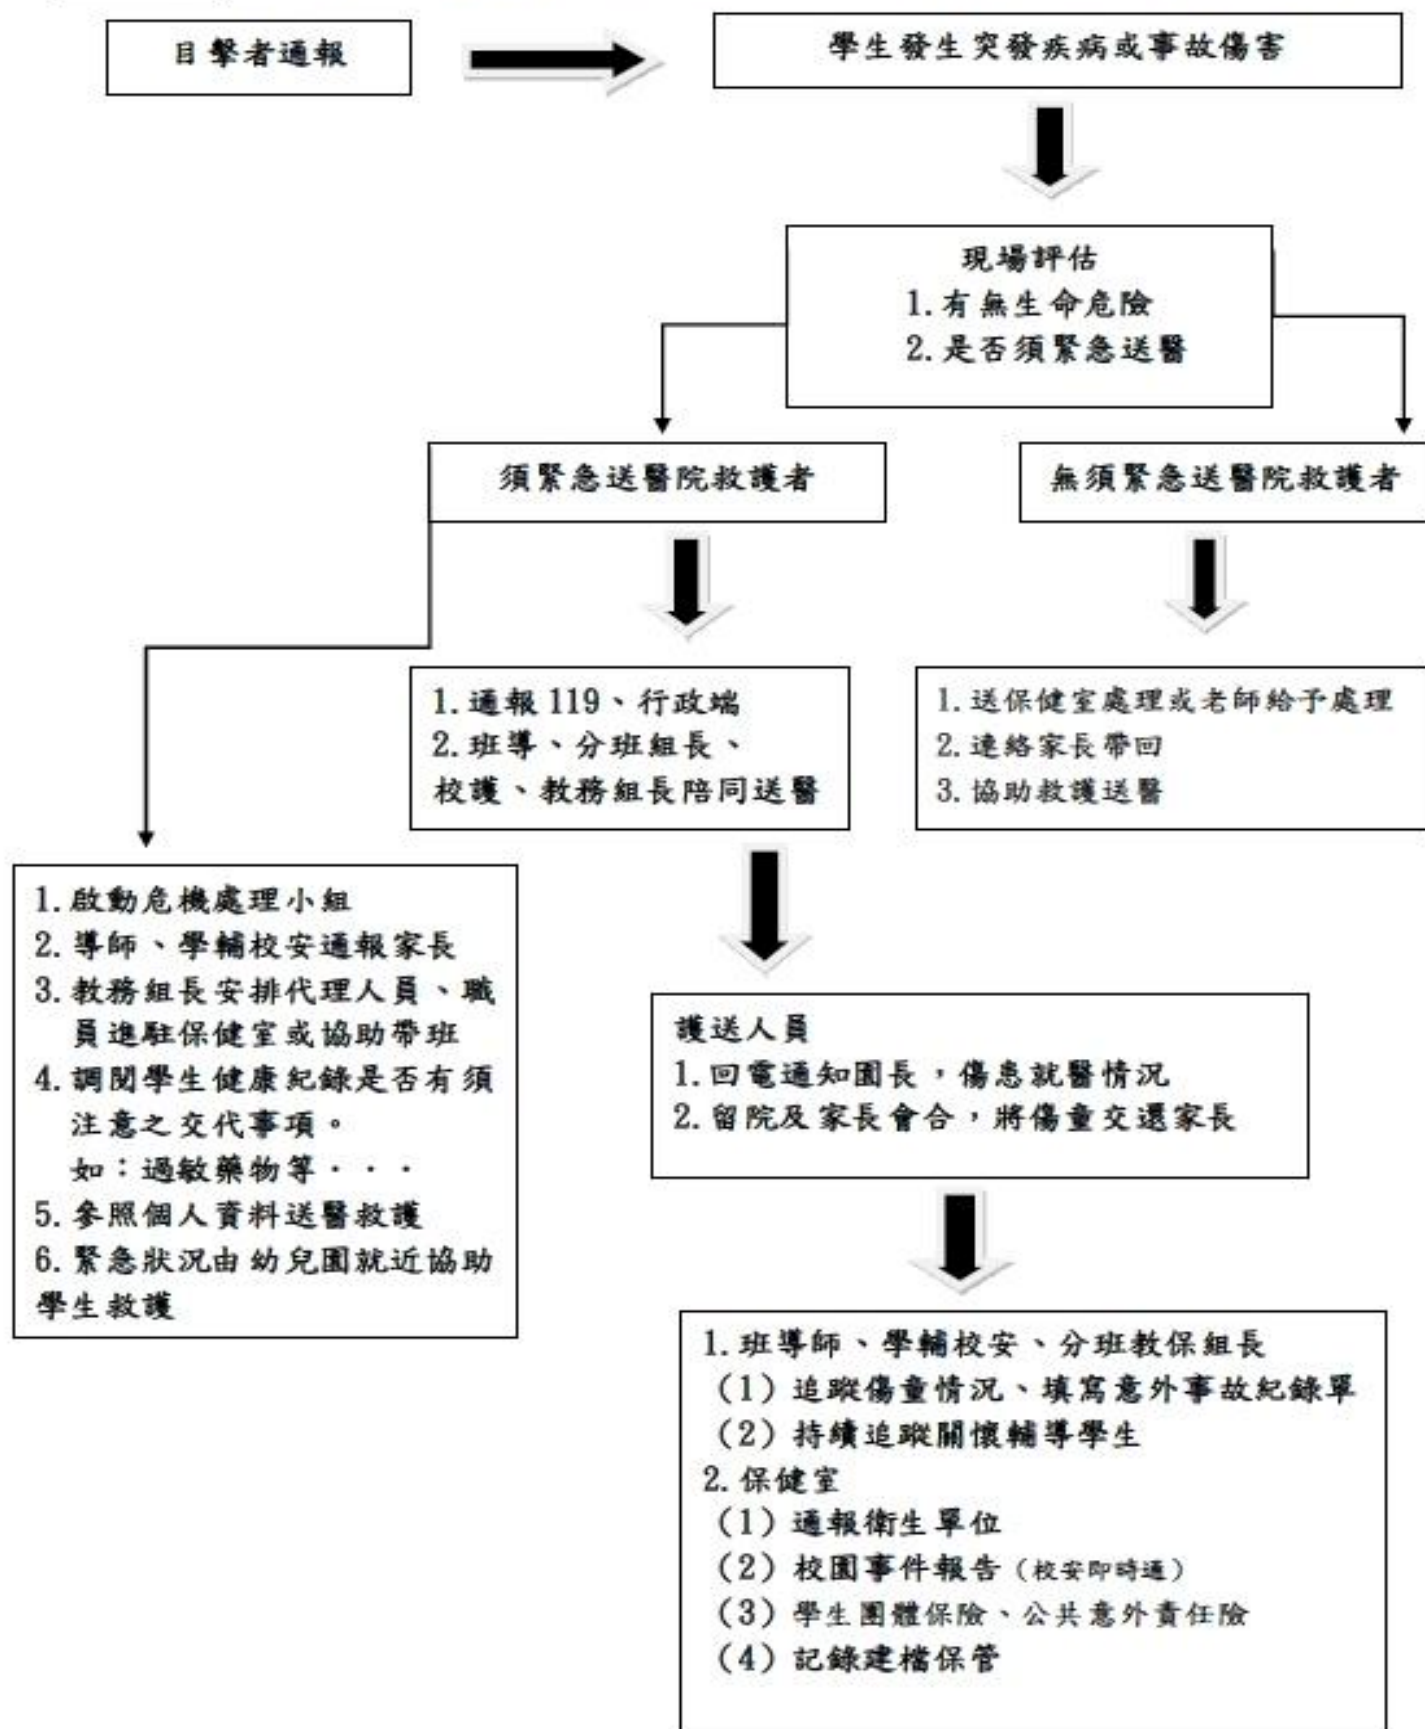 目擊者通報
學生發生突發疾病或事故傷害
現場評估
1.有無生命危險
2.是否須緊急送醫
須緊急送醫院救護者
無須緊急送醫院救護者
1.通報 119、行政端
2.班導、分班組長、
校護、教務組長陪同送醫
1.送保健室處理或老師給予處理
2.連絡家長帶回
3.協助救護送醫
1.啟動危機處理小組
2.導師、學輔校安通報家長
3.教務組長安排代理人員、職
員進駐保健室或協助帶班
4.調閱學生健康紀錄是否有須
注意之交代事項。
如：過敏藥物等‧‧‧
5.參照個人資料送醫救護
6.緊急狀況由幼兒園就近協助
學生救護
護送人員
1.回電通知園長，傷患就醫情況
2.留院及家長會合，將傷童交還家長
1.班導師、學輔校安、分班教保組長
（1）追蹤傷童情況、填寫意外事故紀錄單
（2）持續追蹤關懷輔導學生
2.保健室
（1）通報衛生單位
（2）校園事件報告（校安即時通）
（3）學生團體保險、公共意外責任險
（4）記錄建檔保管